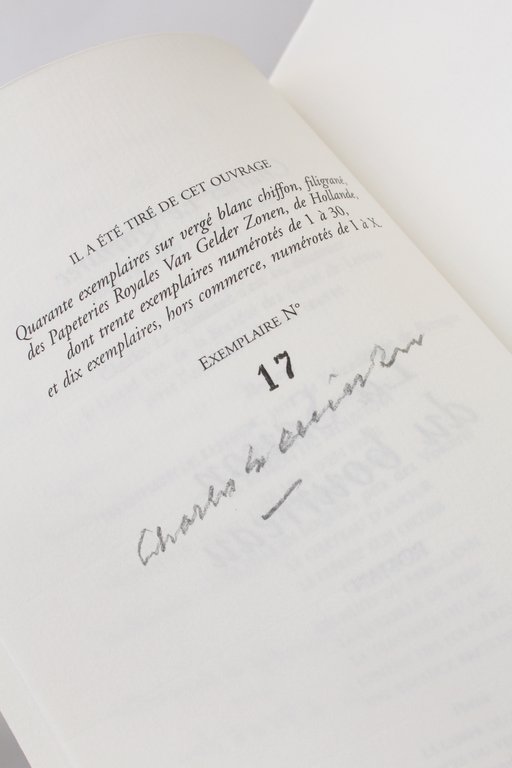 IL A ÉTÉ TIRÉ DE CET OUVRAGE
Quarante exemplaires sur vergé blanc chiffon, filigrané,
des Papeteries Royales Van Gelder Zonen, de Hollande,
dont trente exemplaires numérotés de 1 à 30,
et dix exemplaires, hors commerce, numérotés de I à X
EXEMPLAIRE N°
17
Charles